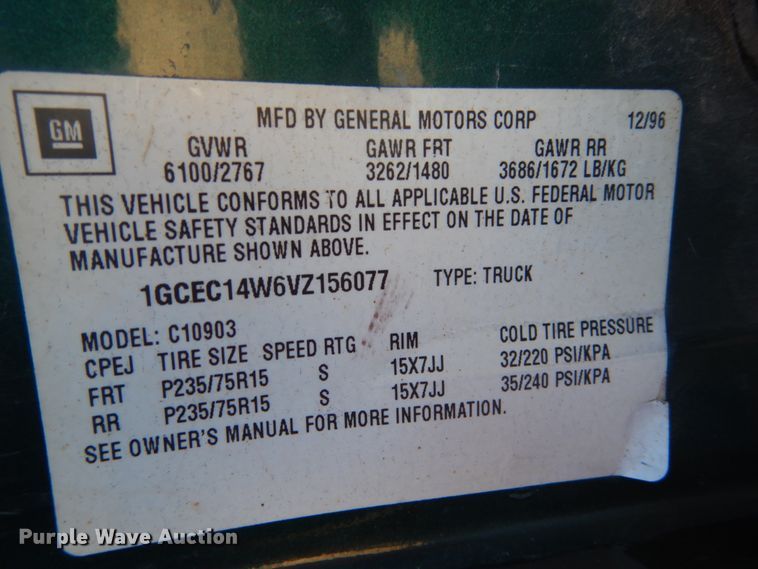 GM
MFD BY GENERAL MOTORS CORP 12/96
GVWR GAWR FRT GAWR RR
6100/2767 3262/1480 3686/1672 LB/KG
THIS VEHICLE CONFORMS TO ALL APPLICABLE U.S. FEDERAL MOTOR
VEHICLE SAFETY STANDARDS IN EFFECT ON THE DATE OF
MANUFACTURE SHOWN ABOVE.
1GCEC14W6VZ156077 TYPE: TRUCK
MODEL: C10903
CPEJ TIRE SIZE SPEED RTG RIM COLD TIRE PRESSURE
FRT P235/75R15 S 15X7JJ 32/220 PSI/KPA
RR P235/75R15 S 15X7JJ 35/240 PSI/KPA
SEE OWNER'S MANUAL FOR MORE INFORMATION.
Purple Wave Auction